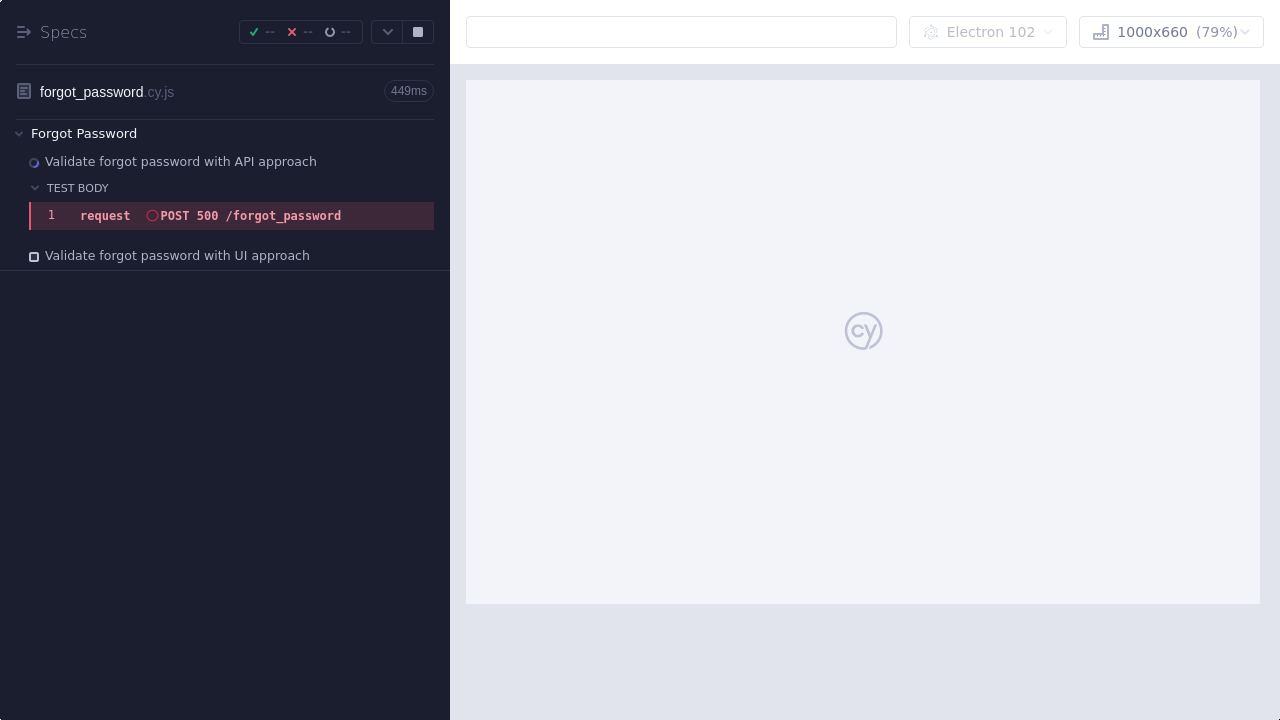 Specs
--
--
--
Electron 102
1000x660 (79%)
forgot_password.cy.js
449ms
Forgot Password
Validate forgot password with API approach
TEST BODY
1 request POST 500 /forgot_password
Validate forgot password with UI approach
cy